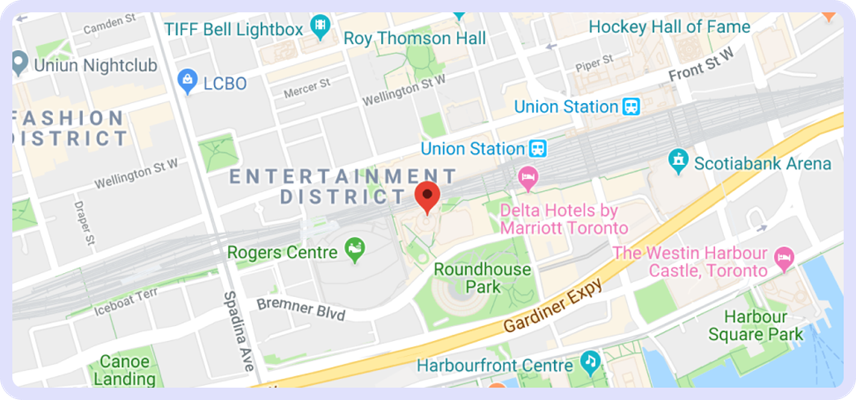 Camden St
TIFF Bell Lightbox
Roy Thomson Hall
Hockey Hall of Fame
Uniun Nightclub
LCBO
Mercer St
Wellington St W
Piper St
Front St W
Union Station
FASHION
DISTRICT
Union Station
Scotiabank Arena
Wellington St W
ENTERTAINMENT
DISTRICT
Draper St
Delta Hotels by
Marriott Toronto
Rogers Centre
The Westin Harbour
Castle, Toronto
Roundhouse
Park
Iceboat Terr
Bremner Blvd
Spadina Ave
Gardiner Expy
Harbour
Square Park
Canoe
Landing
Harbourfront Centre